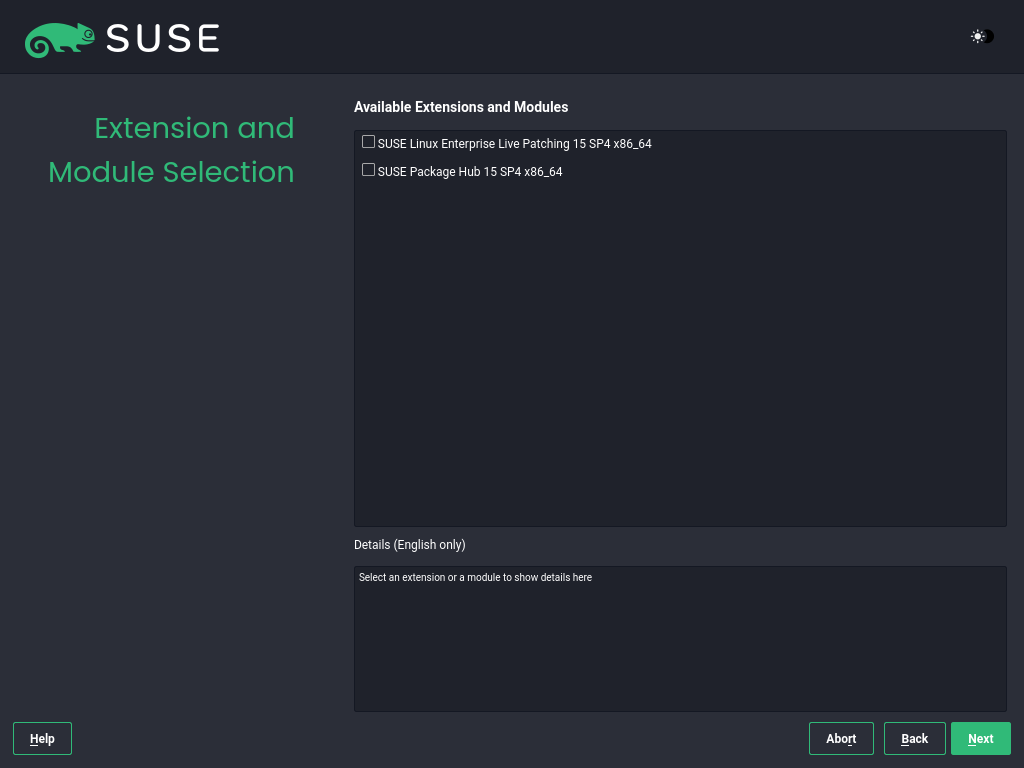 SUSE
Extension and
Module Selection
Available Extensions and Modules
SUSE Linux Enterprise Live Patching 15 SP4 x86_64
SUSE Package Hub 15 SP4 x86_64
Details (English only)
Select an extension or a module to show details here
Help
Abort
Back
Next